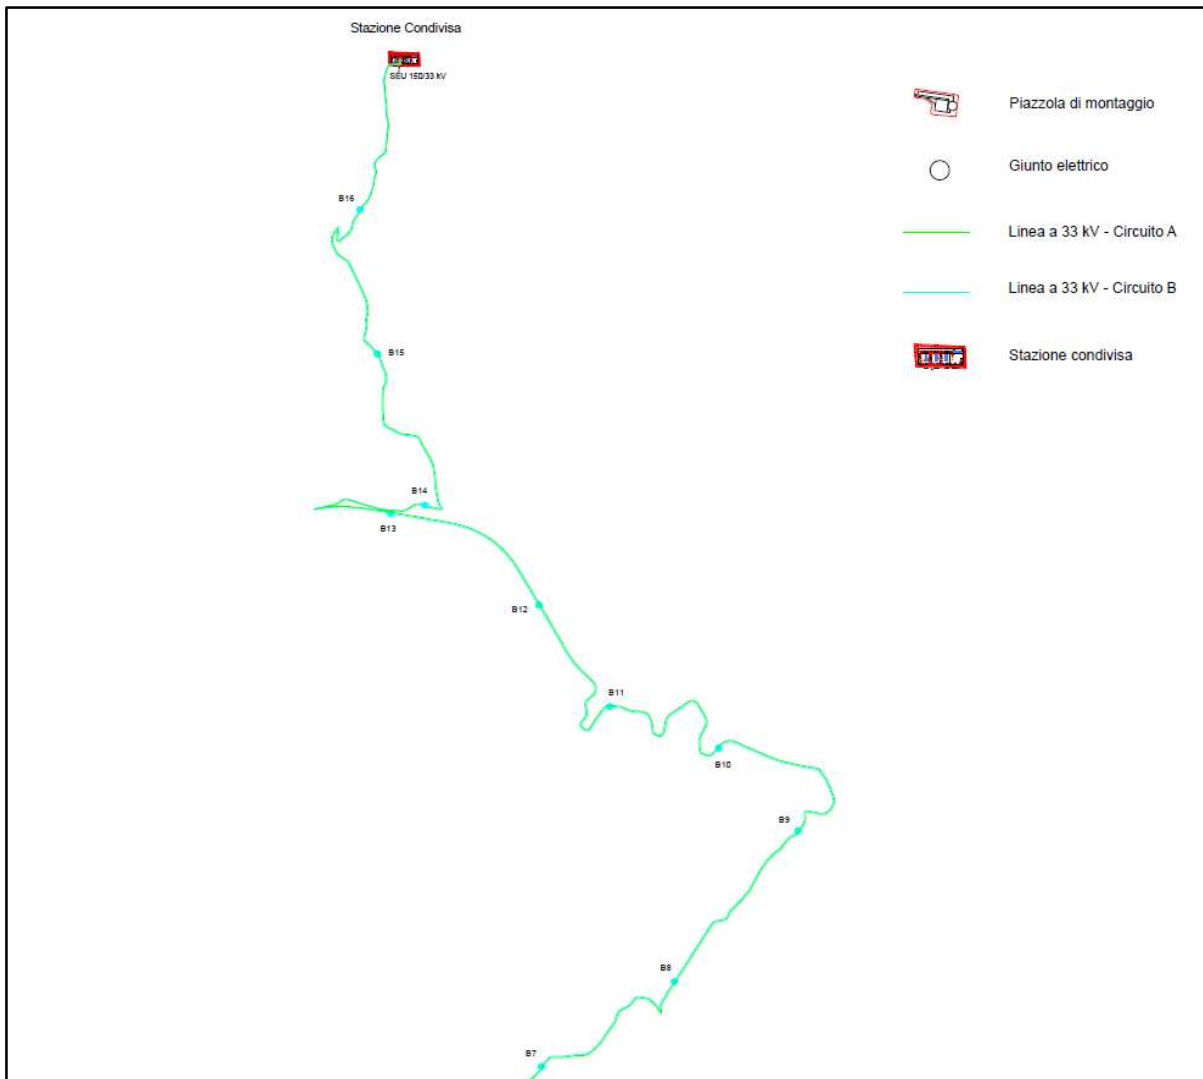 Stazione Condivisa
SEU 150/33 kV
Piazzola di montaggio
Giunto elettrico
B16
Linea a 33 kV - Circuito A
Linea a 33 kV - Circuito B
B15
Stazione condivisa
B14
B13
B12
B11
B10
B9
B8
B7